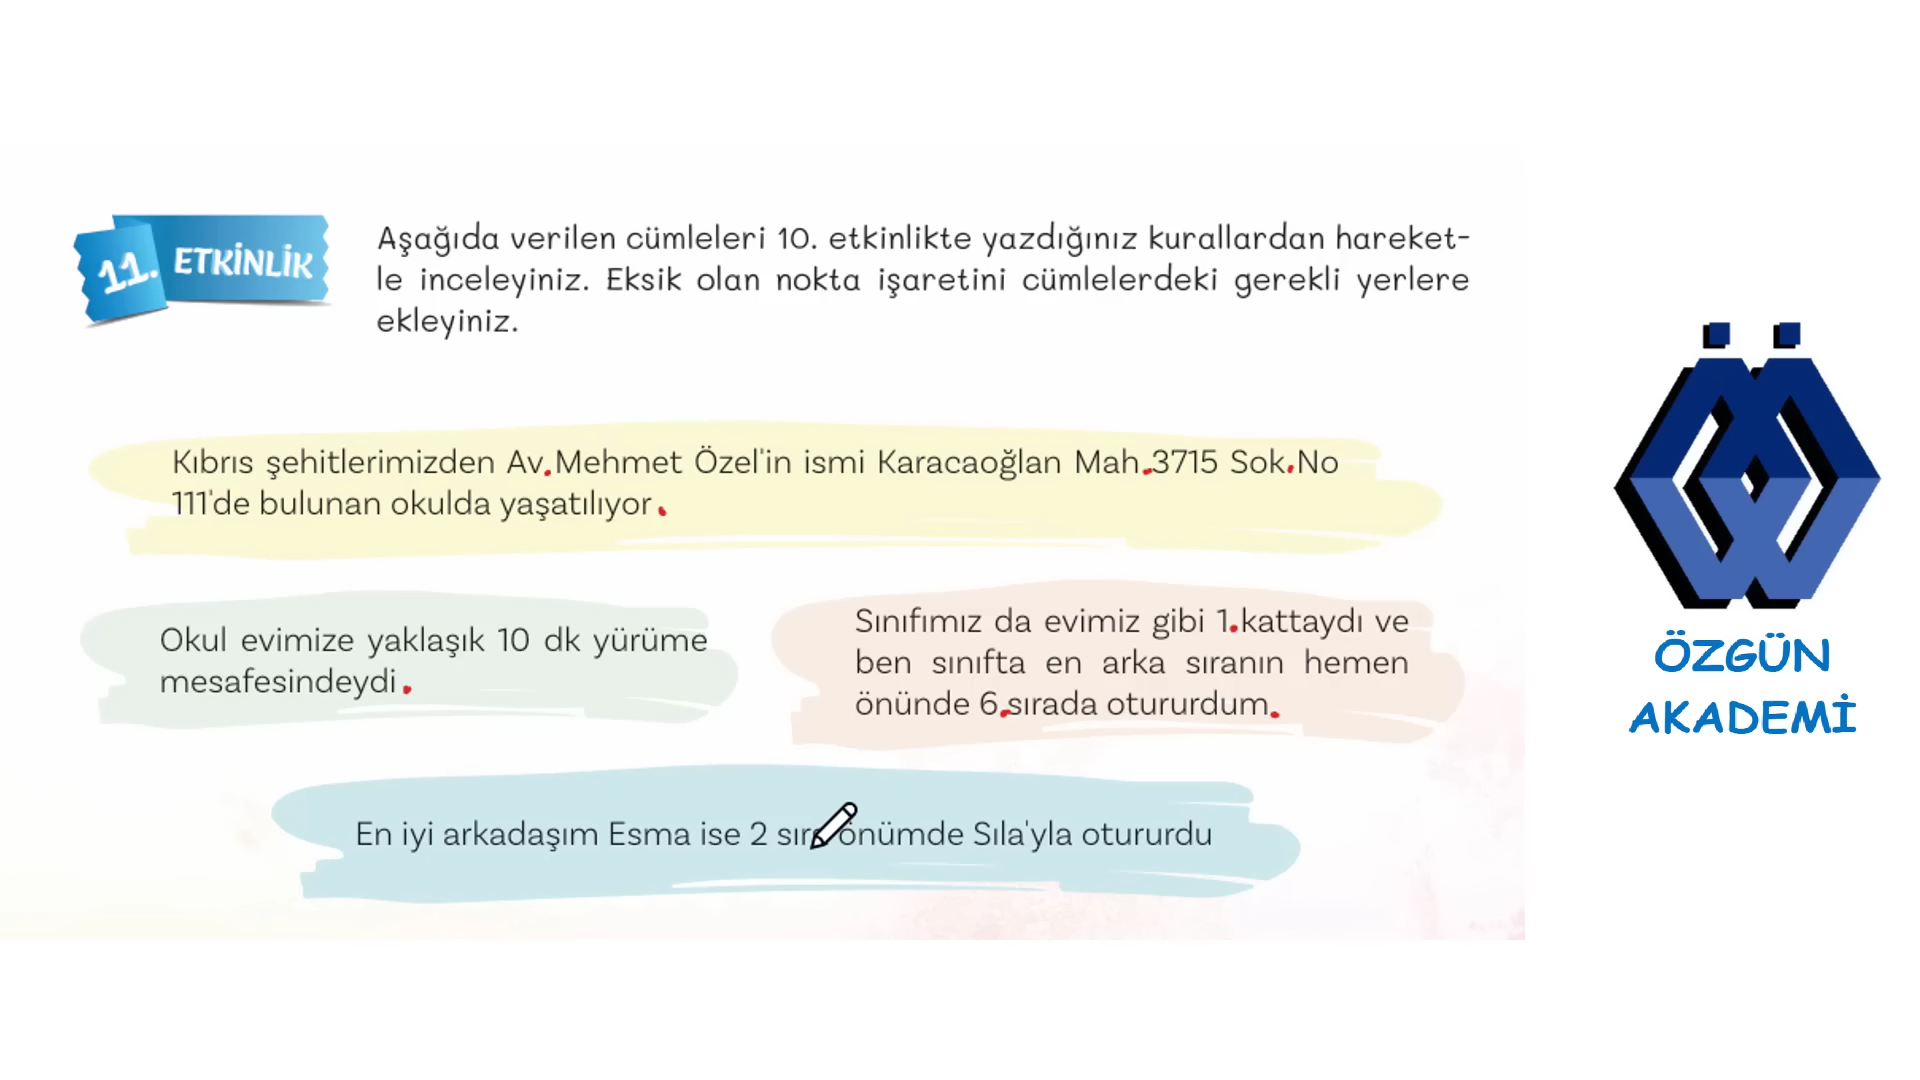 11. ETKİNLİK
Aşağıda verilen cümleleri 10. etkinlikte yazdığınız kurallardan hareket-
le inceleyiniz. Eksik olan nokta işaretini cümlelerdeki gerekli yerlere
ekleyiniz.
Kıbrıs şehitlerimizden Av.Mehmet Özel'in ismi Karacaoğlan Mah.3715 Sok.No
111'de bulunan okulda yaşatılıyor.
Okul evimize yaklaşık 10 dk yürüme
mesafesindeydi.
Sınıfımız da evimiz gibi 1.kattaydı ve
ben sınıfta en arka sıranın hemen
önünde 6.sırada otururdum.
En iyi arkadaşım Esma ise 2 sıra önümde Sıla'yla otururdu
ÖZGÜN
AKADEMİ